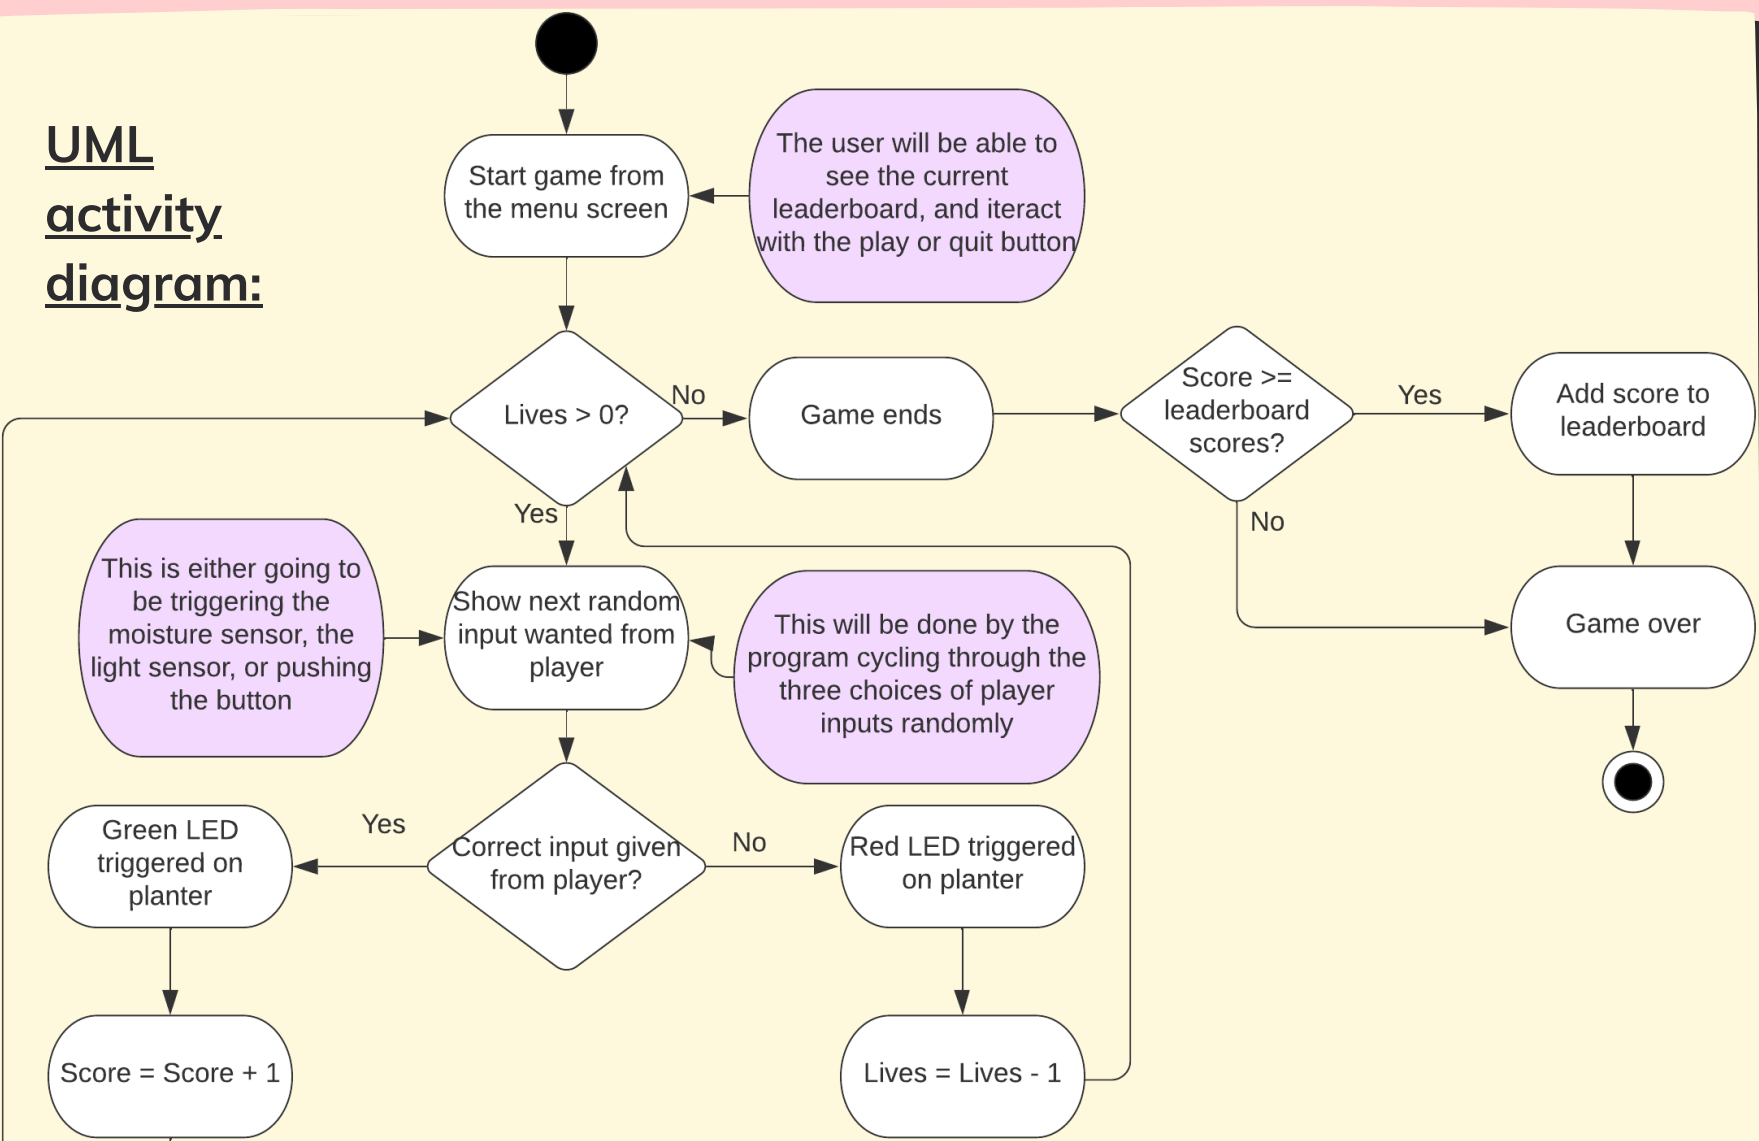 UML
activity
diagram:
Start game from
the menu screen
The user will be able to
see the current
leaderboard, and iteract
with the play or quit button
Lives > 0?
No
Game ends
Score >=
leaderboard
scores?
Yes
Add score to
leaderboard
No
Game over
Yes
This is either going to
be triggering the
moisture sensor, the
light sensor, or pushing
the button
Show next random
input wanted from
player
This will be done by the
program cycling through the
three choices of player
inputs randomly
Green LED
triggered on
planter
Yes
Correct input given
from player?
No
Red LED triggered
on planter
Score = Score + 1
Lives = Lives - 1